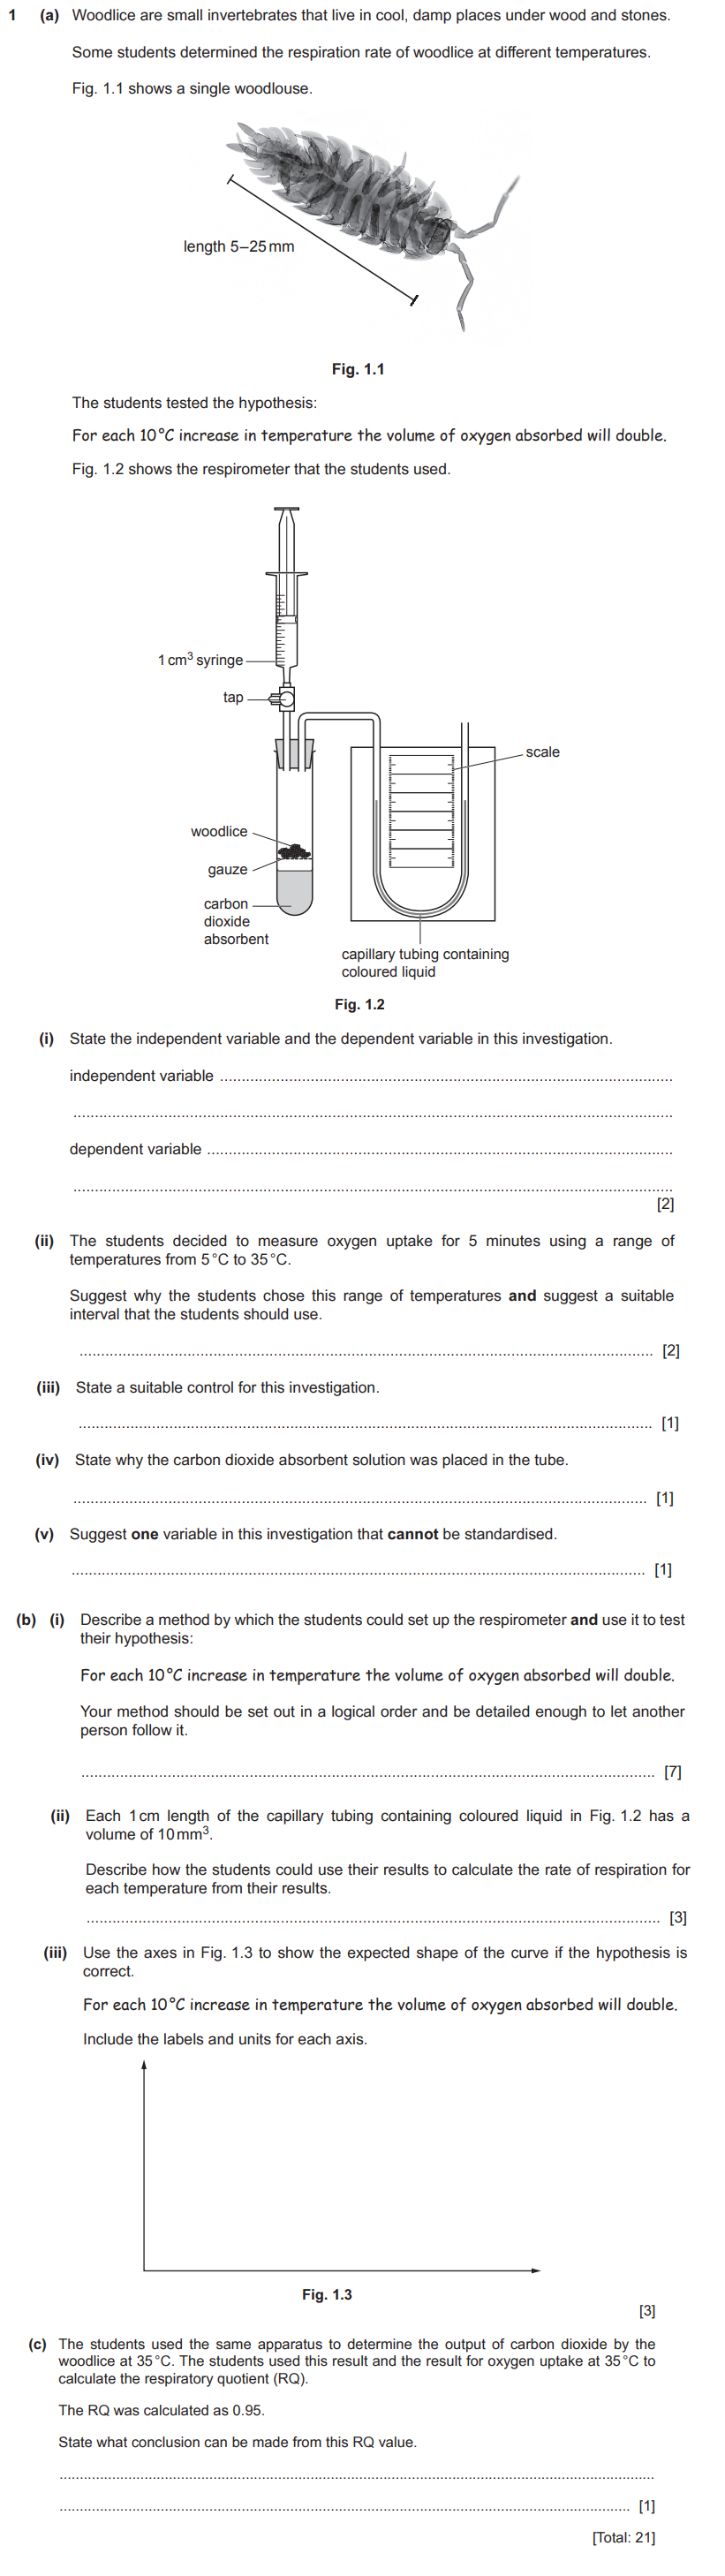 1 (a) Woodlice are small invertebrates that live in cool, damp places under wood and stones.
Some students determined the respiration rate of woodlice at different temperatures.
Fig. 1.1 shows a single woodlouse.
length 5–25 mm
Fig. 1.1
The students tested the hypothesis:
For each 10 °C increase in temperature the volume of oxygen absorbed will double.
Fig. 1.2 shows the respirometer that the students used.
1 cm³ syringe
tap
scale
woodlice
gauze
carbon
dioxide
absorbent
capillary tubing containing
coloured liquid
Fig. 1.2
(i) State the independent variable and the dependent variable in this investigation.
independent variable
dependent variable
[2]
(ii) The students decided to measure oxygen uptake for 5 minutes using a range of
temperatures from 5 °C to 35 °C.
Suggest why the students chose this range of temperatures and suggest a suitable
interval that the students should use.
[2]
(iii) State a suitable control for this investigation.
[1]
(iv) State why the carbon dioxide absorbent solution was placed in the tube.
[1]
(v) Suggest one variable in this investigation that cannot be standardised.
[1]
(b) (i) Describe a method by which the students could set up the respirometer and use it to test
their hypothesis:
For each 10 °C increase in temperature the volume of oxygen absorbed will double.
Your method should be set out in a logical order and be detailed enough to let another
person follow it.
[7]
(ii) Each 1 cm length of the capillary tubing containing coloured liquid in Fig. 1.2 has a
volume of 10 mm³.
Describe how the students could use their results to calculate the rate of respiration for
each temperature from their results.
[3]
(iii) Use the axes in Fig. 1.3 to show the expected shape of the curve if the hypothesis is
correct.
For each 10 °C increase in temperature the volume of oxygen absorbed will double.
Include the labels and units for each axis.
Fig. 1.3
[3]
(c) The students used the same apparatus to determine the output of carbon dioxide by the
woodlice at 35 °C. The students used this result and the result for oxygen uptake at 35 °C to
calculate the respiratory quotient (RQ).
The RQ was calculated as 0.95.
State what conclusion can be made from this RQ value.
[1]
[Total: 21]